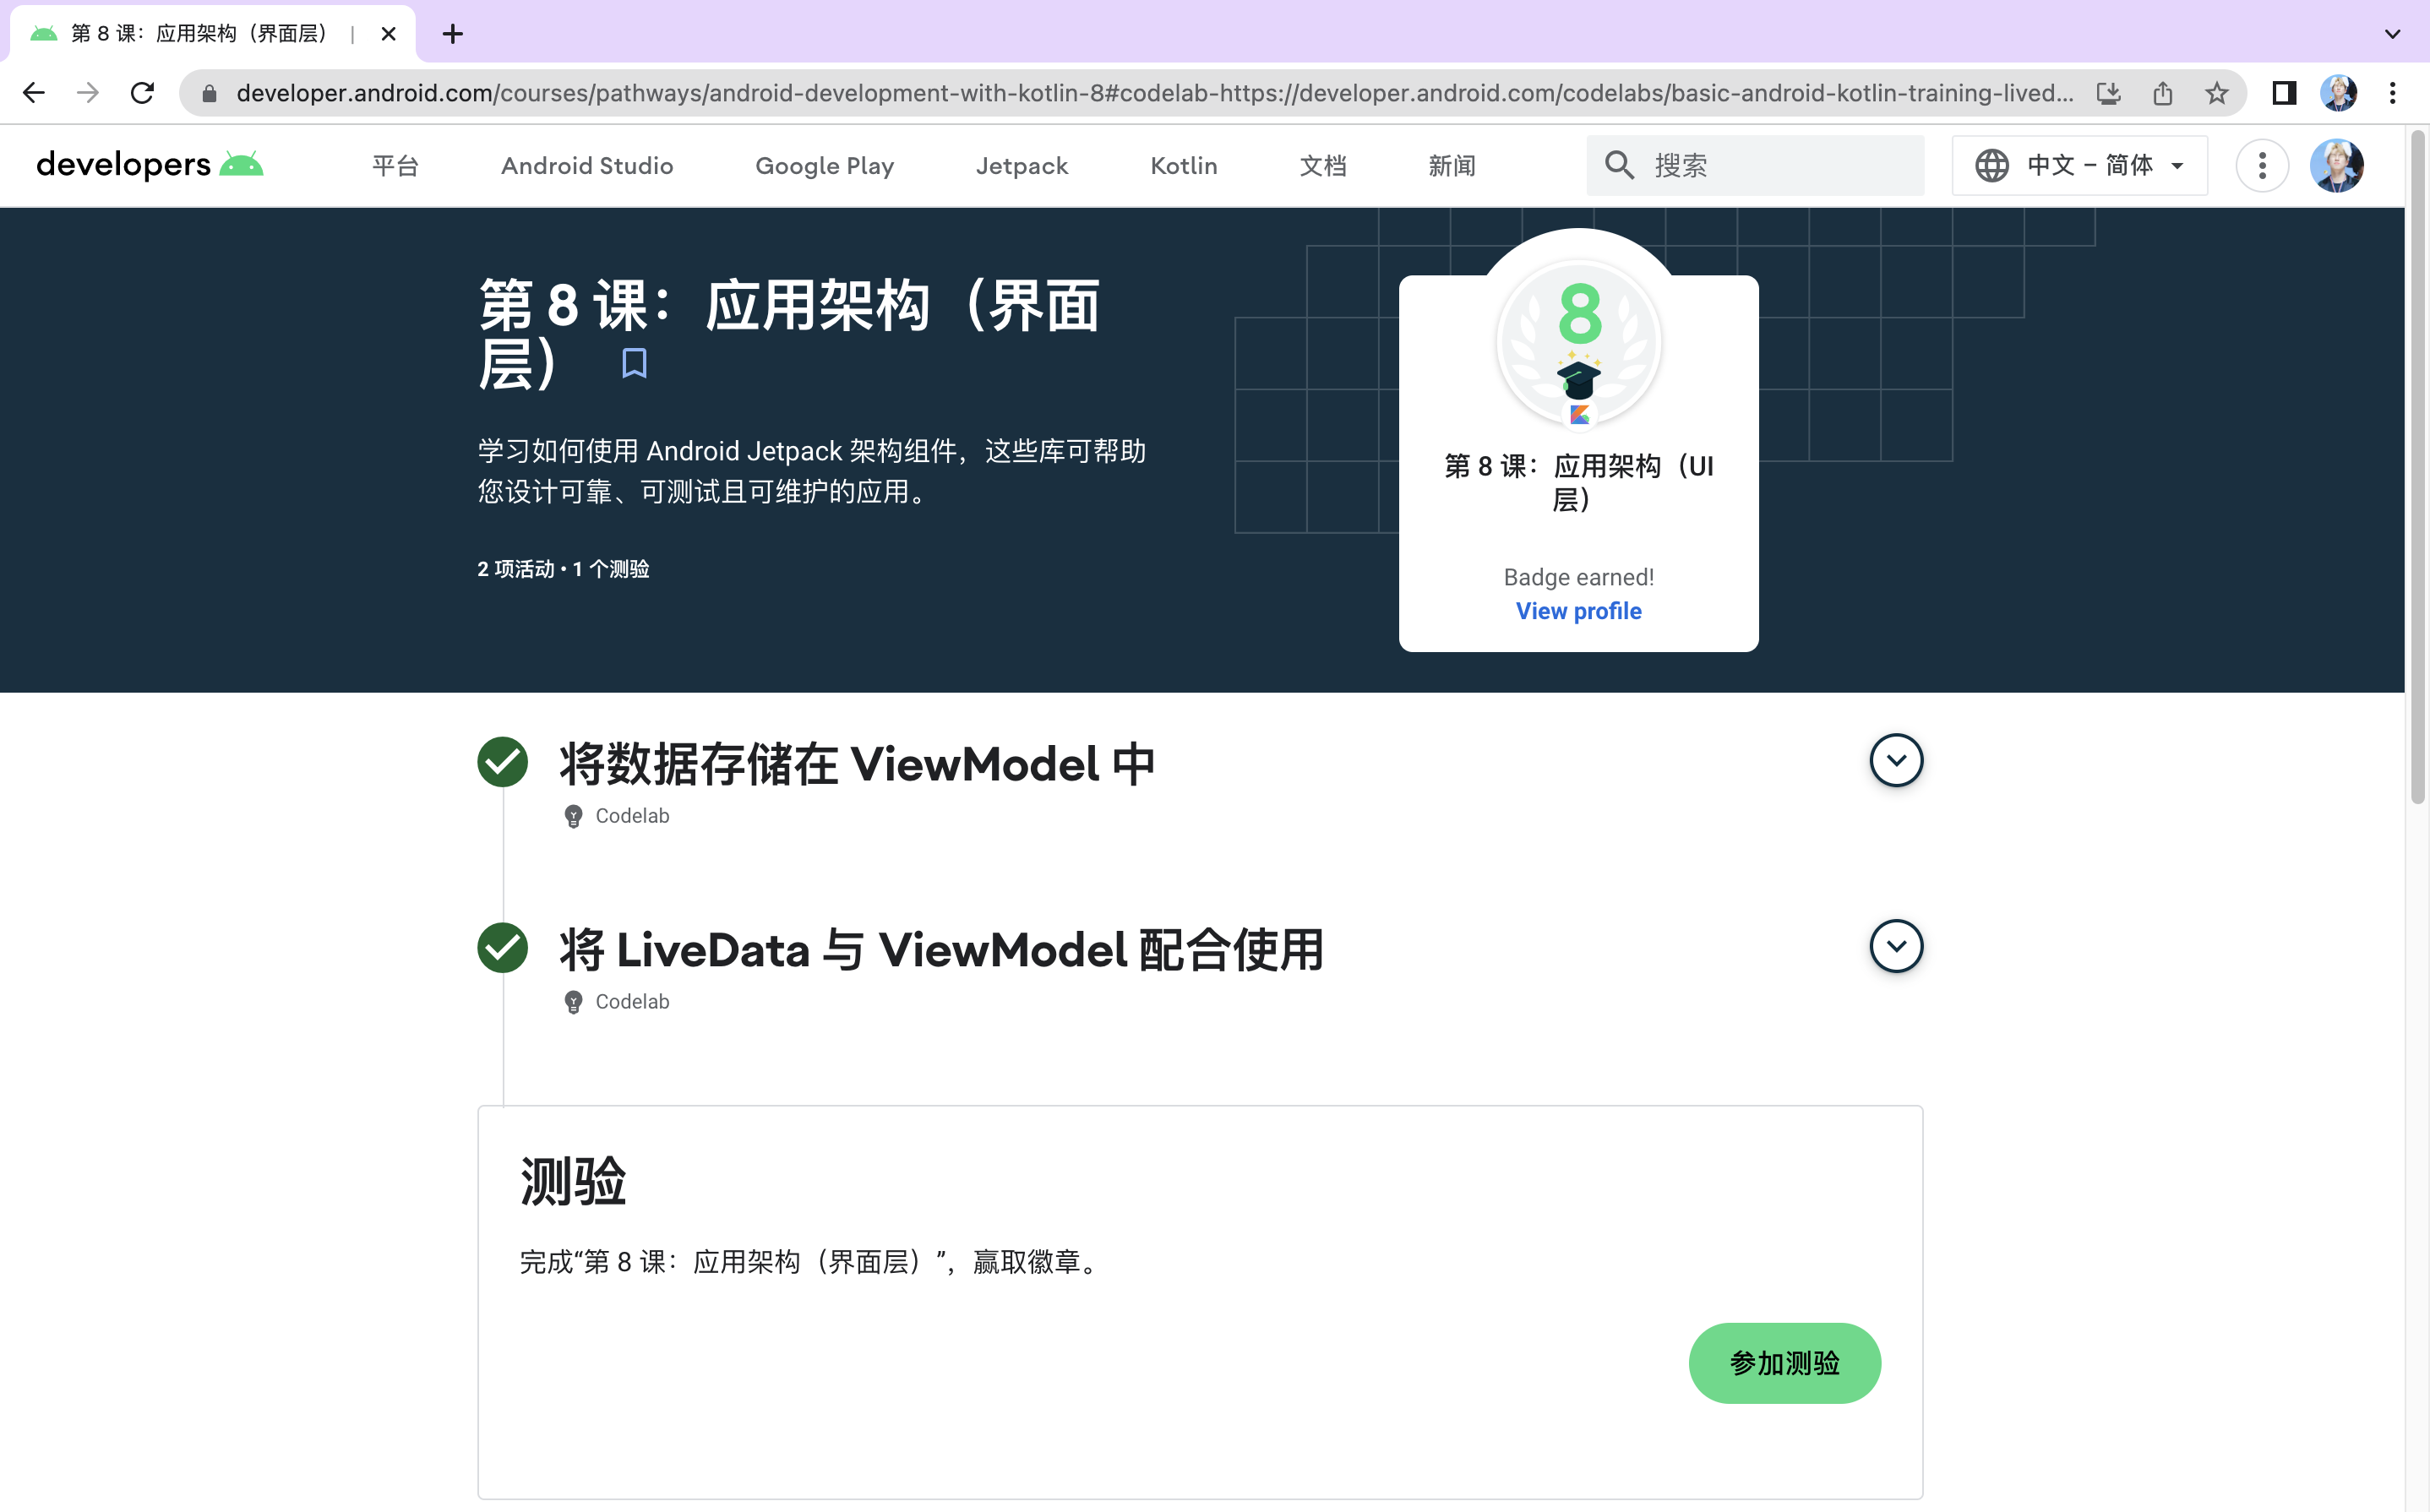 第 8 课：应用架构（界面层） |
developer.android.com/courses/pathways/android-development-with-kotlin-8#codelab-https://developer.android.com/codelabs/basic-android-kotlin-training-lived...
developers 平台 Android Studio Google Play Jetpack Kotlin 文档 新闻 搜索 中文 – 简体
第 8 课：应用架构（界面
层）
学习如何使用 Android Jetpack 架构组件，这些库可帮助
您设计可靠、可测试且可维护的应用。
2 项活动 • 1 个测验
8
第 8 课：应用架构（UI
层）
Badge earned!
View profile
将数据存储在 ViewModel 中
Codelab
将 LiveData 与 ViewModel 配合使用
Codelab
测验
完成“第 8 课：应用架构（界面层）”，赢取徽章。
参加测验